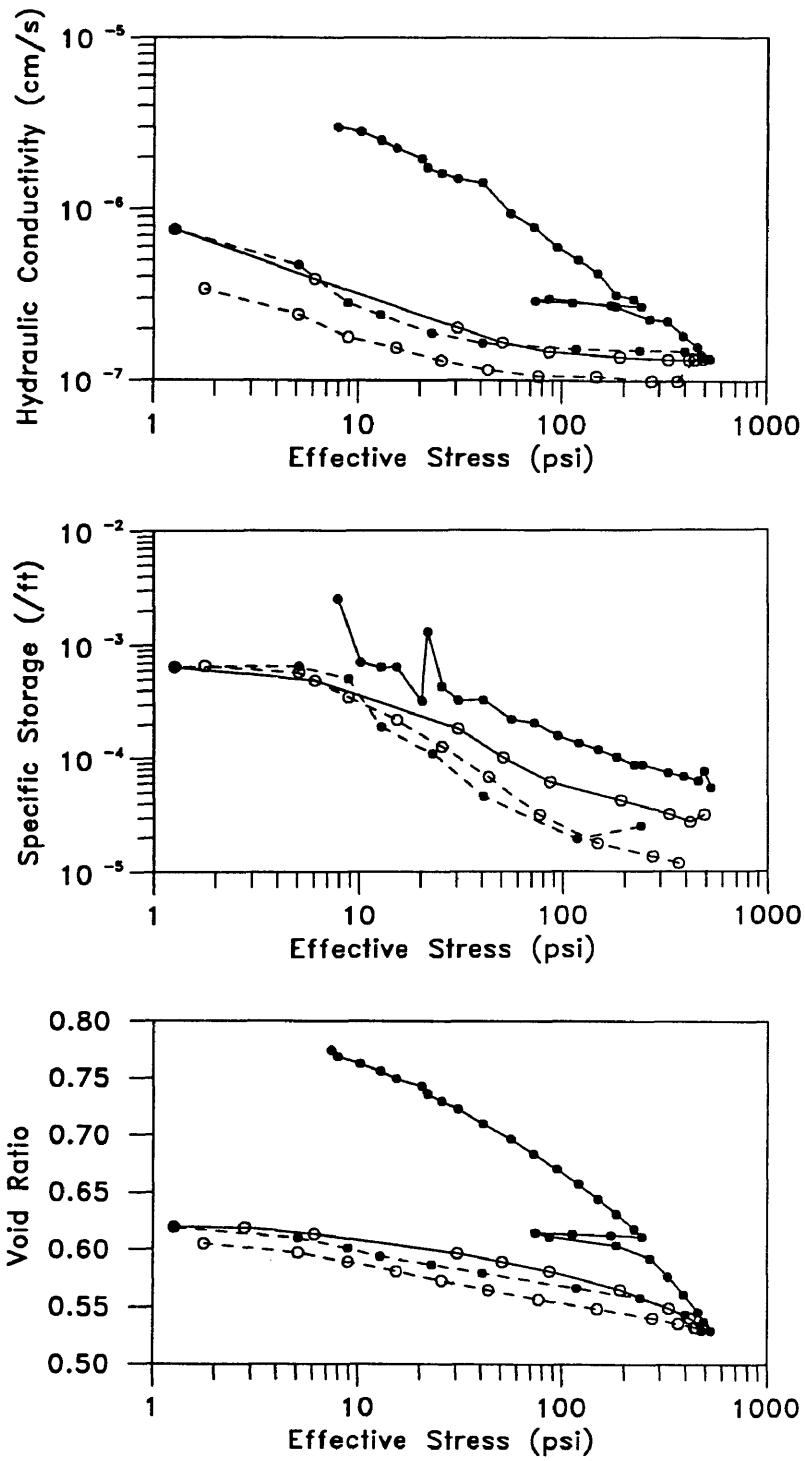 Hydraulic Conductivity (cm/s)
10 -5
10 -6
10 -7
1 10 100 1000
Effective Stress (psi)
Specific Storage (/ft)
10 -2
10 -3
10 -4
10 -5
1 10 100 1000
Effective Stress (psi)
Void Ratio
0.80
0.75
0.70
0.65
0.60
0.55
0.50
1 10 100 1000
Effective Stress (psi)